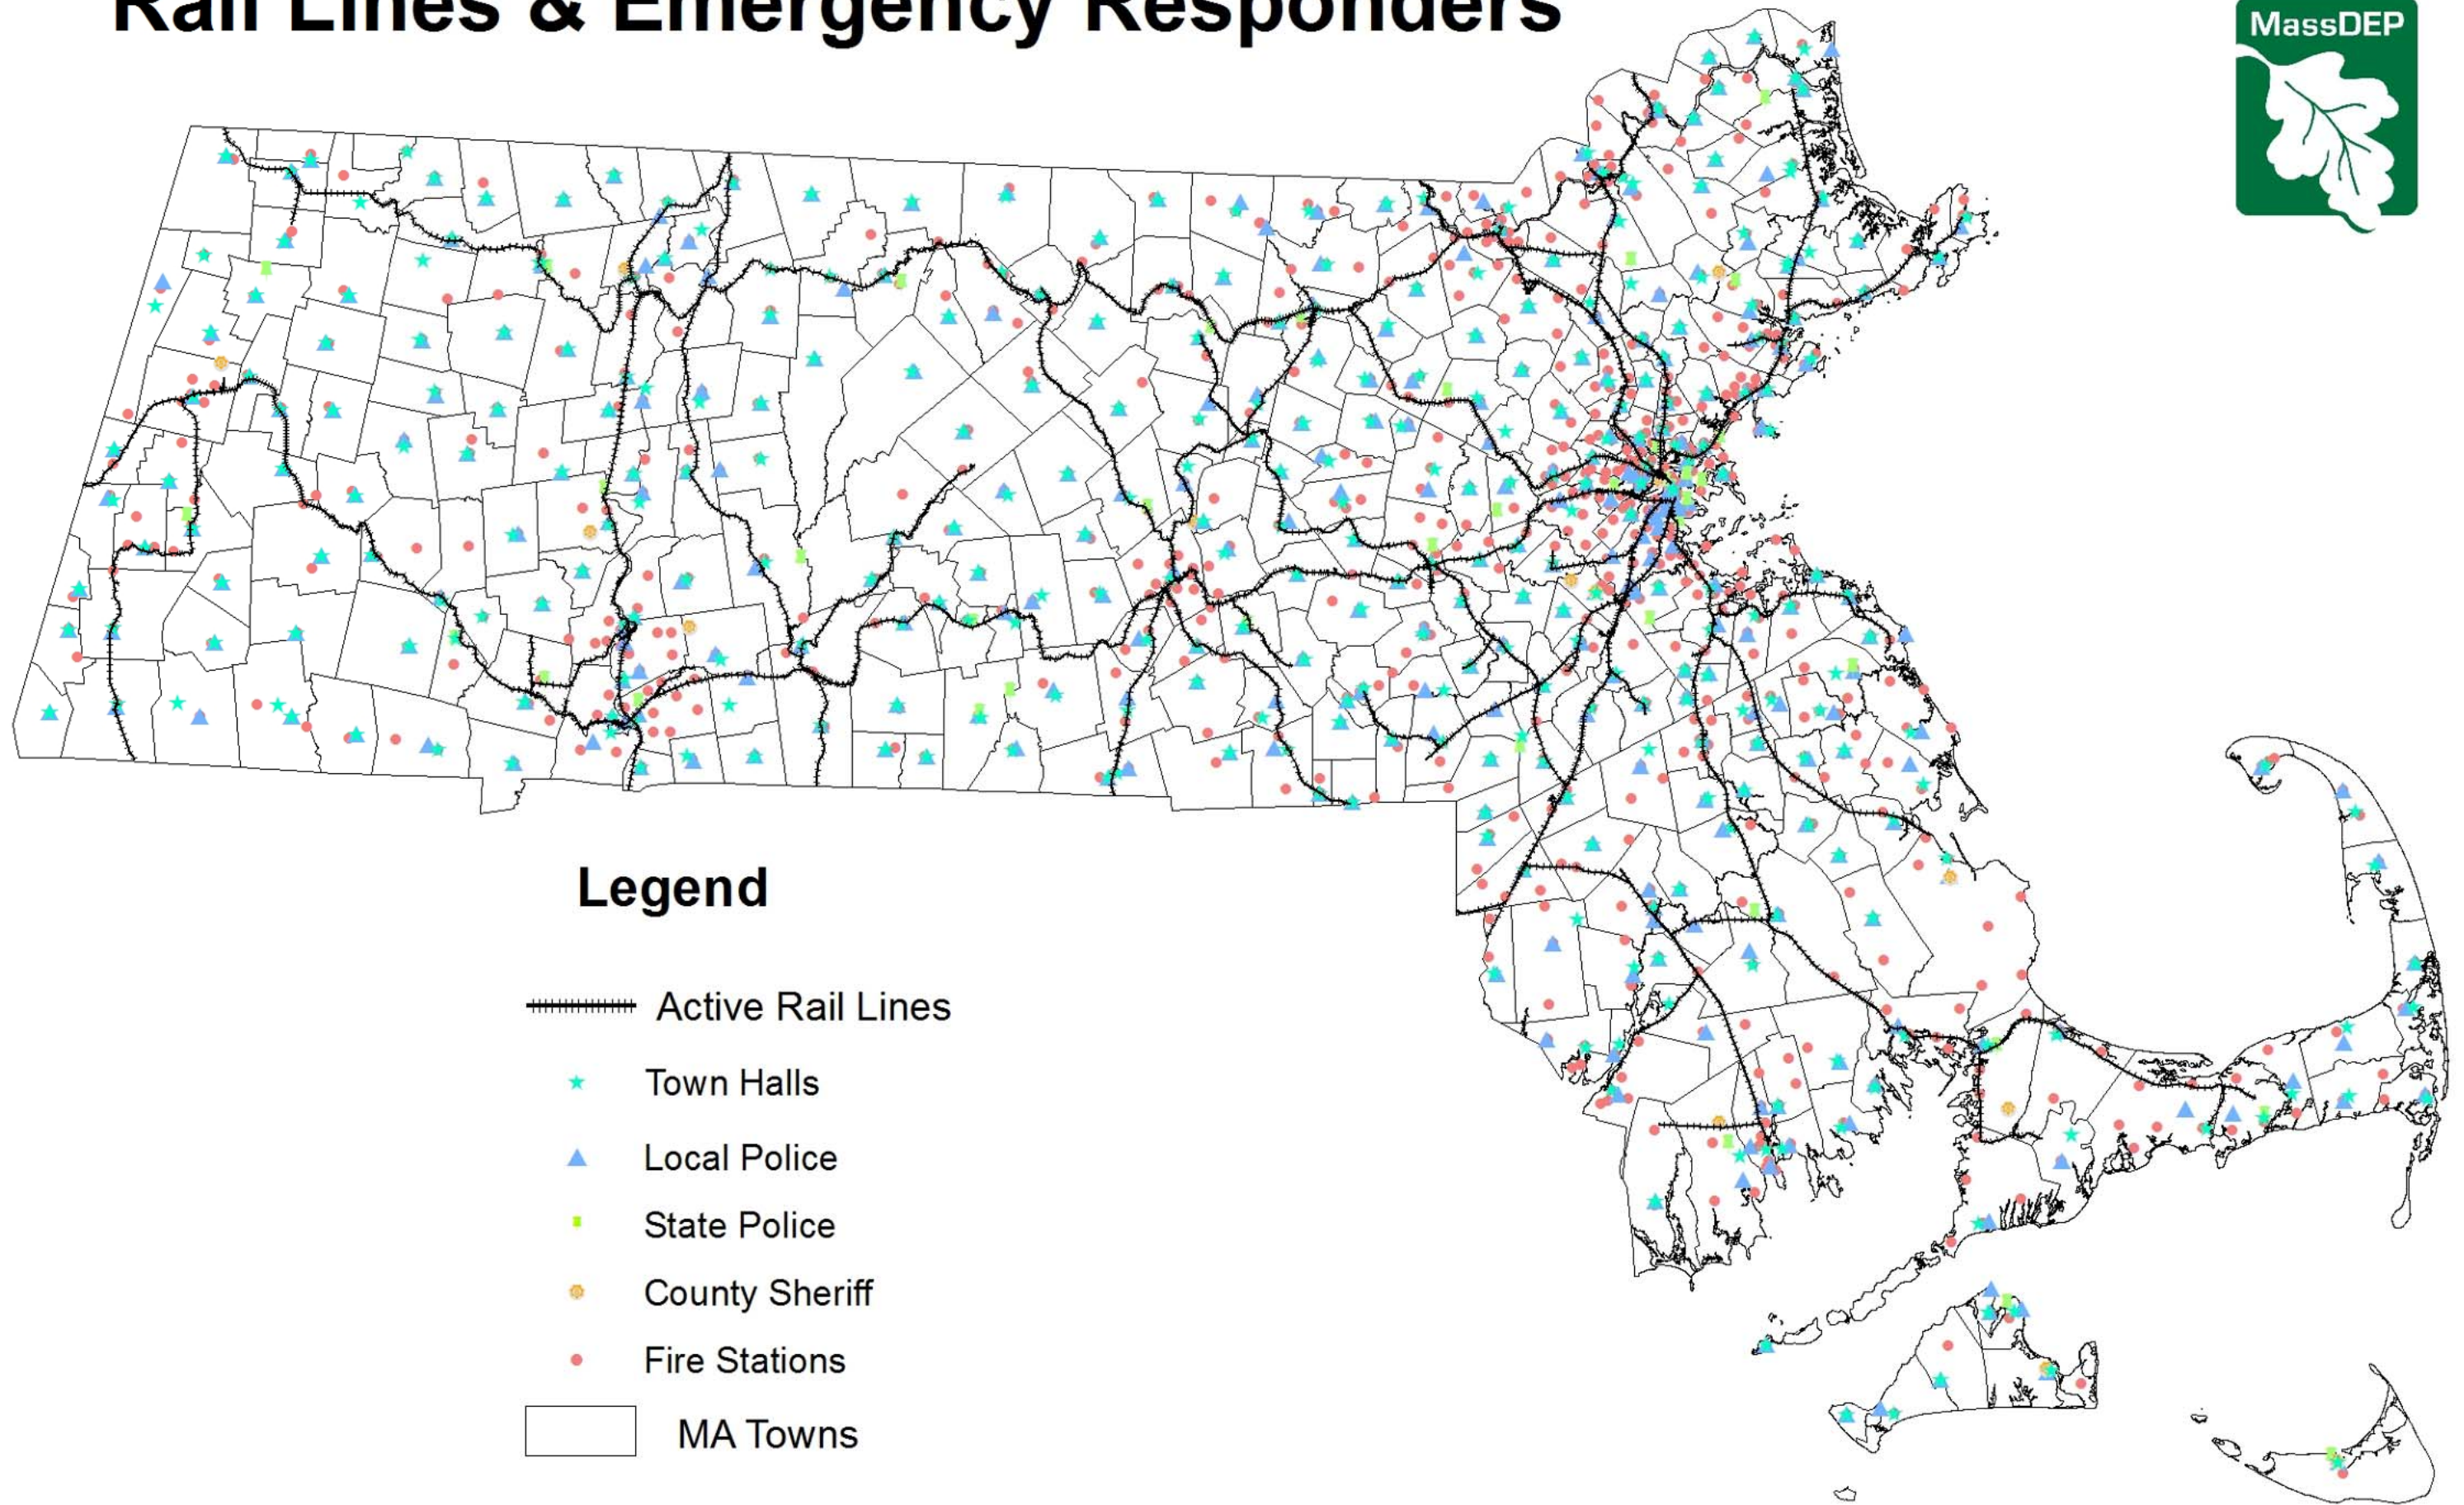 Rail Lines & Emergency Responders
MassDEP
Legend
Active Rail Lines
Town Halls
Local Police
State Police
County Sheriff
Fire Stations
MA Towns